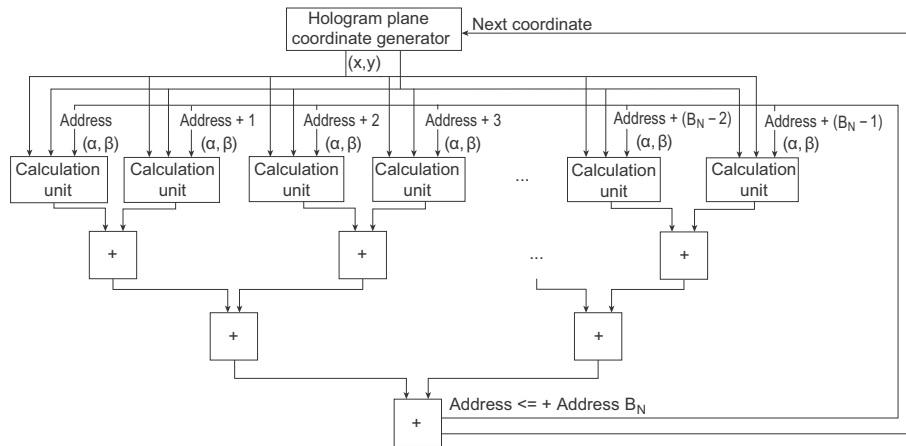 Hologram plane
coordinate generator
Next coordinate
(x,y)
Address
Address + 1
Address + 2
Address + 3
Address + (B_N – 2)
Address + (B_N – 1)
(α, β)
(α, β)
(α, β)
(α, β)
(α, β)
(α, β)
Calculation
unit
Calculation
unit
Calculation
unit
Calculation
unit
...
Calculation
unit
Calculation
unit
+
+
...
+
+
+
Address <= + Address B_N
+